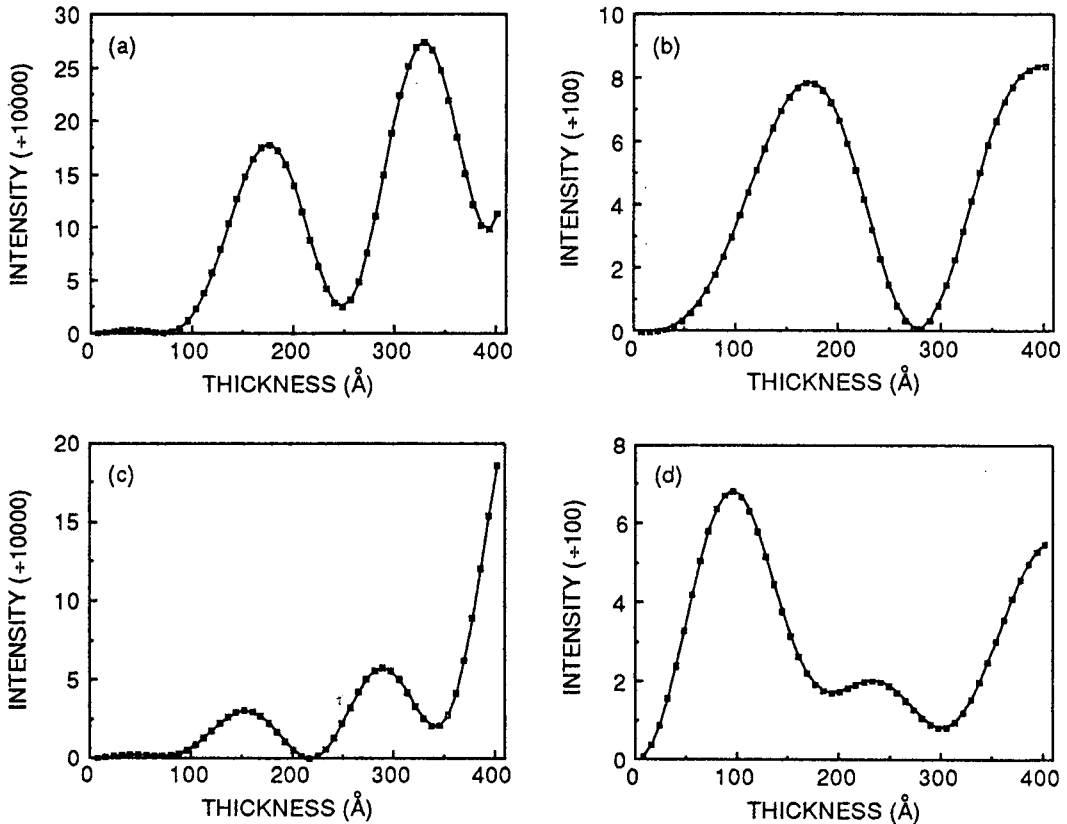 (a)
INTENSITY (÷10000)
30
25
20
15
10
5
0
0 100 200 300 400
THICKNESS (Å)
(b)
INTENSITY (÷100)
10
8
6
4
2
0
0 100 200 300 400
THICKNESS (Å)
(c)
INTENSITY (÷10000)
20
15
10
5
0
0 100 200 300 400
THICKNESS (Å)
(d)
INTENSITY (÷100)
8
6
4
2
0
0 100 200 300 400
THICKNESS (Å)